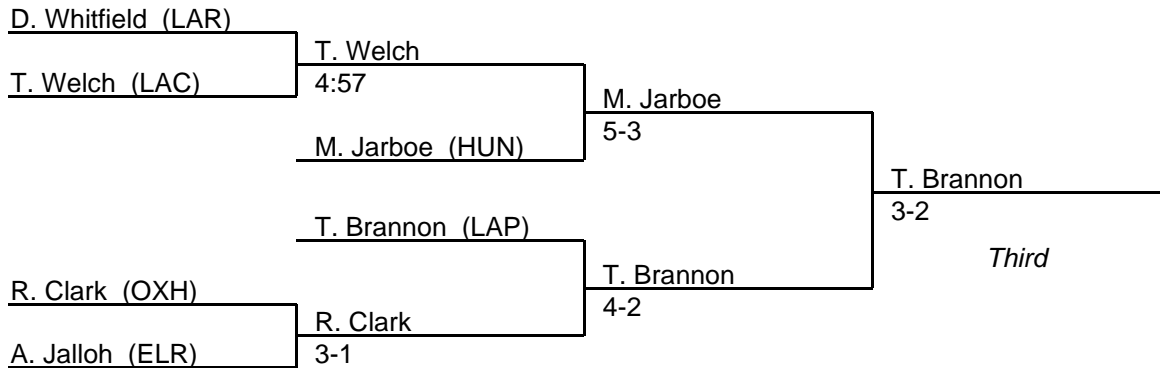 D. Whitfield (LAR)
T. Welch
T. Welch (LAC)
4:57
M. Jarboe
5-3
M. Jarboe (HUN)
T. Brannon
3-2
T. Brannon (LAP)
Third
T. Brannon
R. Clark (OXH)
4-2
R. Clark
A. Jalloh (ELR)
3-1